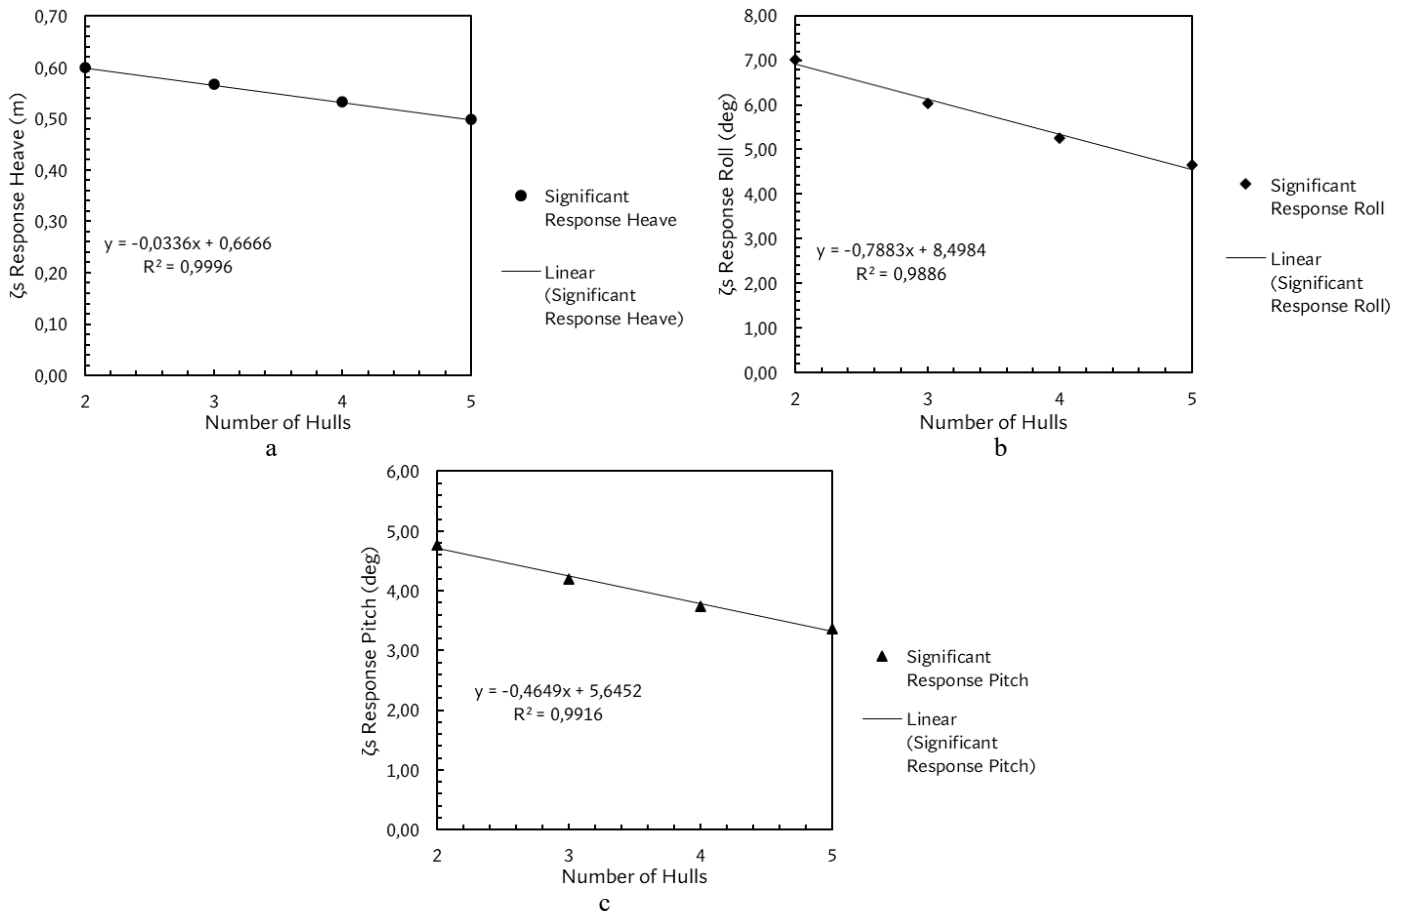 0,70
0,60
0,50
0,40
0,30
0,20
0,10
0,00
ζs Response Heave (m)
y = -0,0336x + 0,6666
R² = 0,9996
2 3 4 5
Number of Hulls
Significant
Response Heave
Linear
(Significant
Response Heave)
a
8,00
7,00
6,00
5,00
4,00
3,00
2,00
1,00
0,00
ζs Response Roll (deg)
y = -0,7883x + 8,4984
R² = 0,9886
2 3 4 5
Number of Hulls
Significant
Response Roll
Linear
(Significant
Response Roll)
b
6,00
5,00
4,00
3,00
2,00
1,00
0,00
ζs Response Pitch (deg)
y = -0,4649x + 5,6452
R² = 0,9916
2 3 4 5
Number of Hulls
Significant
Response Pitch
Linear
(Significant
Response Pitch)
c